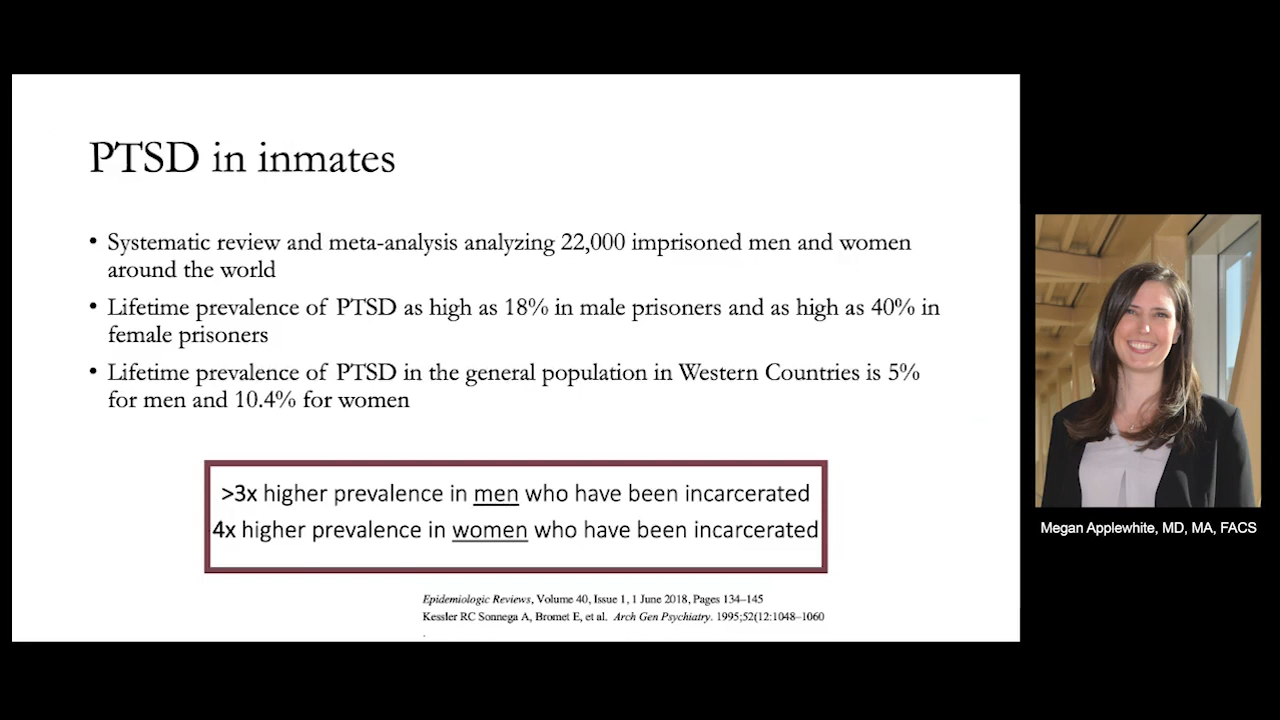 PTSD in inmates
• Systematic review and meta-analysis analyzing 22,000 imprisoned men and women
around the world
• Lifetime prevalence of PTSD as high as 18% in male prisoners and as high as 40% in
female prisoners
• Lifetime prevalence of PTSD in the general population in Western Countries is 5%
for men and 10.4% for women
>3x higher prevalence in men who have been incarcerated
4x higher prevalence in women who have been incarcerated
Epidemiologic Reviews, Volume 40, Issue 1, 1 June 2018, Pages 134–145
Kessler RC Sonnega A, Bromet E, et al. Arch Gen Psychiatry. 1995;52(12:1048–1060
.
Megan Applewhite, MD, MA, FACS